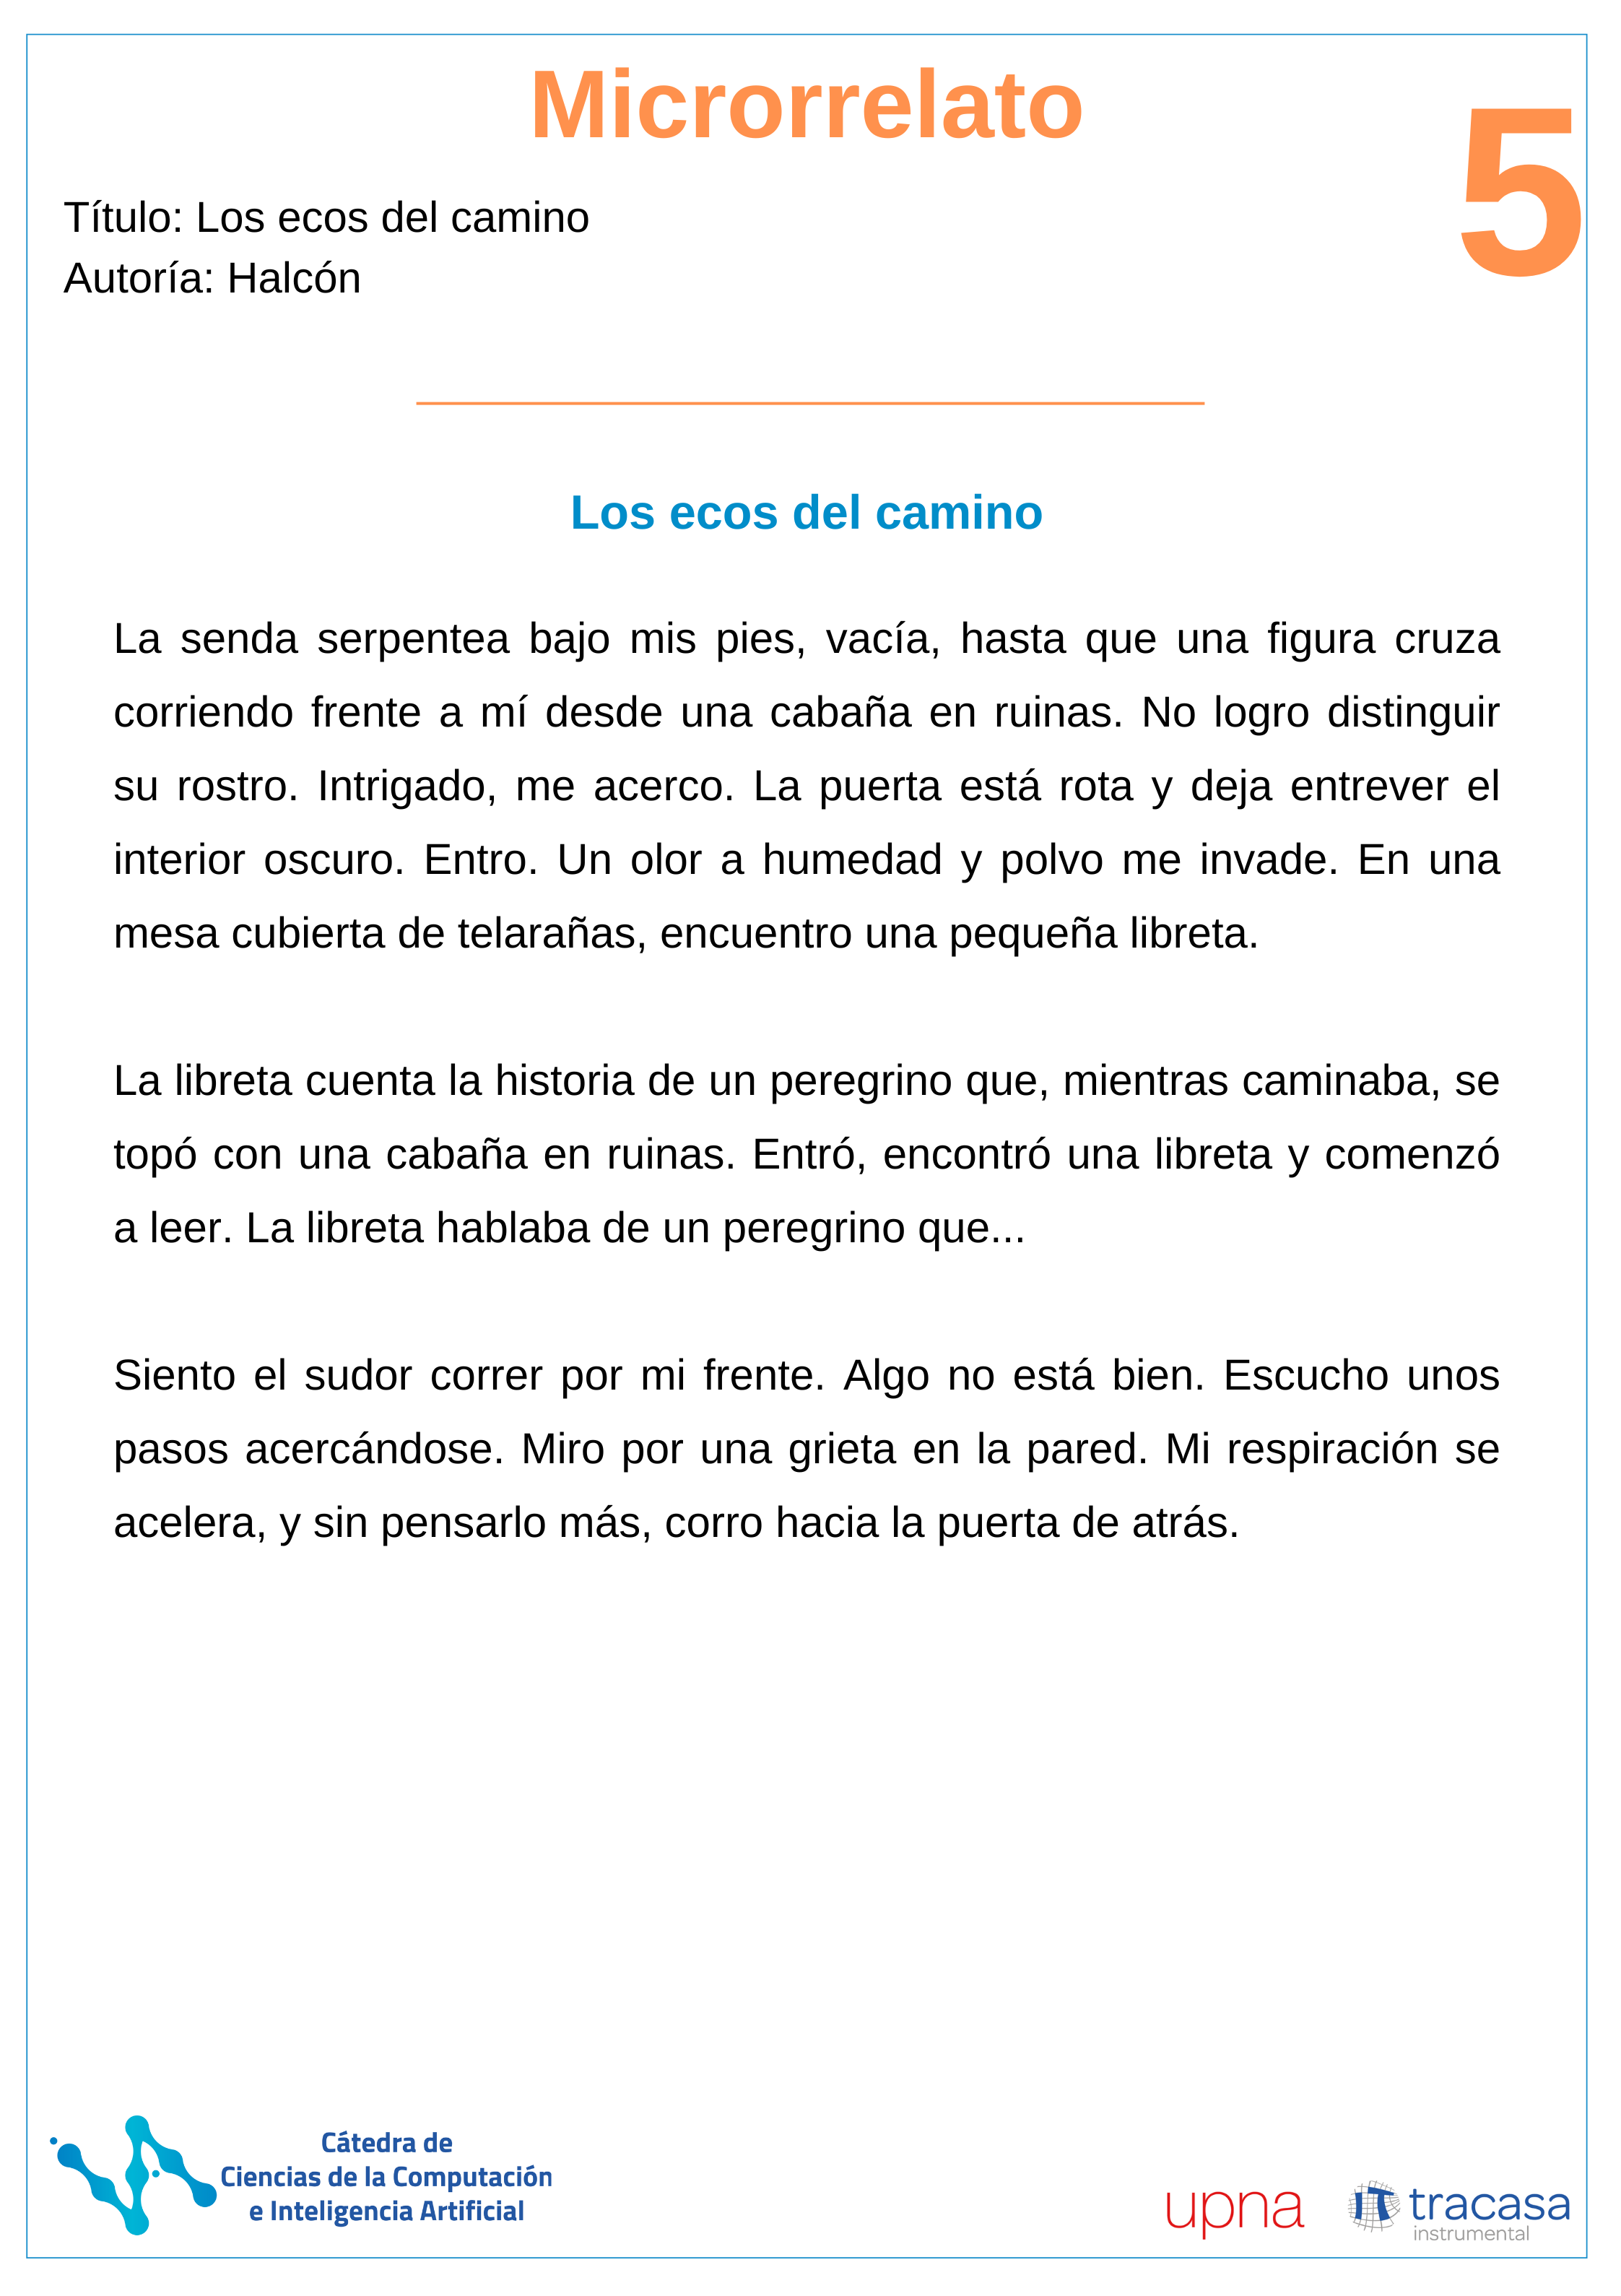 Microrrelato
5
Título: Los ecos del camino
Autoría: Halcón
Los ecos del camino
La senda serpentea bajo mis pies, vacía, hasta que una figura cruza
corriendo frente a mí desde una cabaña en ruinas. No logro distinguir
su rostro. Intrigado, me acerco. La puerta está rota y deja entrever el
interior oscuro. Entro. Un olor a humedad y polvo me invade. En una
mesa cubierta de telarañas, encuentro una pequeña libreta.
La libreta cuenta la historia de un peregrino que, mientras caminaba, se
topó con una cabaña en ruinas. Entró, encontró una libreta y comenzó
a leer. La libreta hablaba de un peregrino que...
Siento el sudor correr por mi frente. Algo no está bien. Escucho unos
pasos acercándose. Miro por una grieta en la pared. Mi respiración se
acelera, y sin pensarlo más, corro hacia la puerta de atrás.
Cátedra de
Ciencias de la Computación
e Inteligencia Artificial
upna
tracasa
instrumental